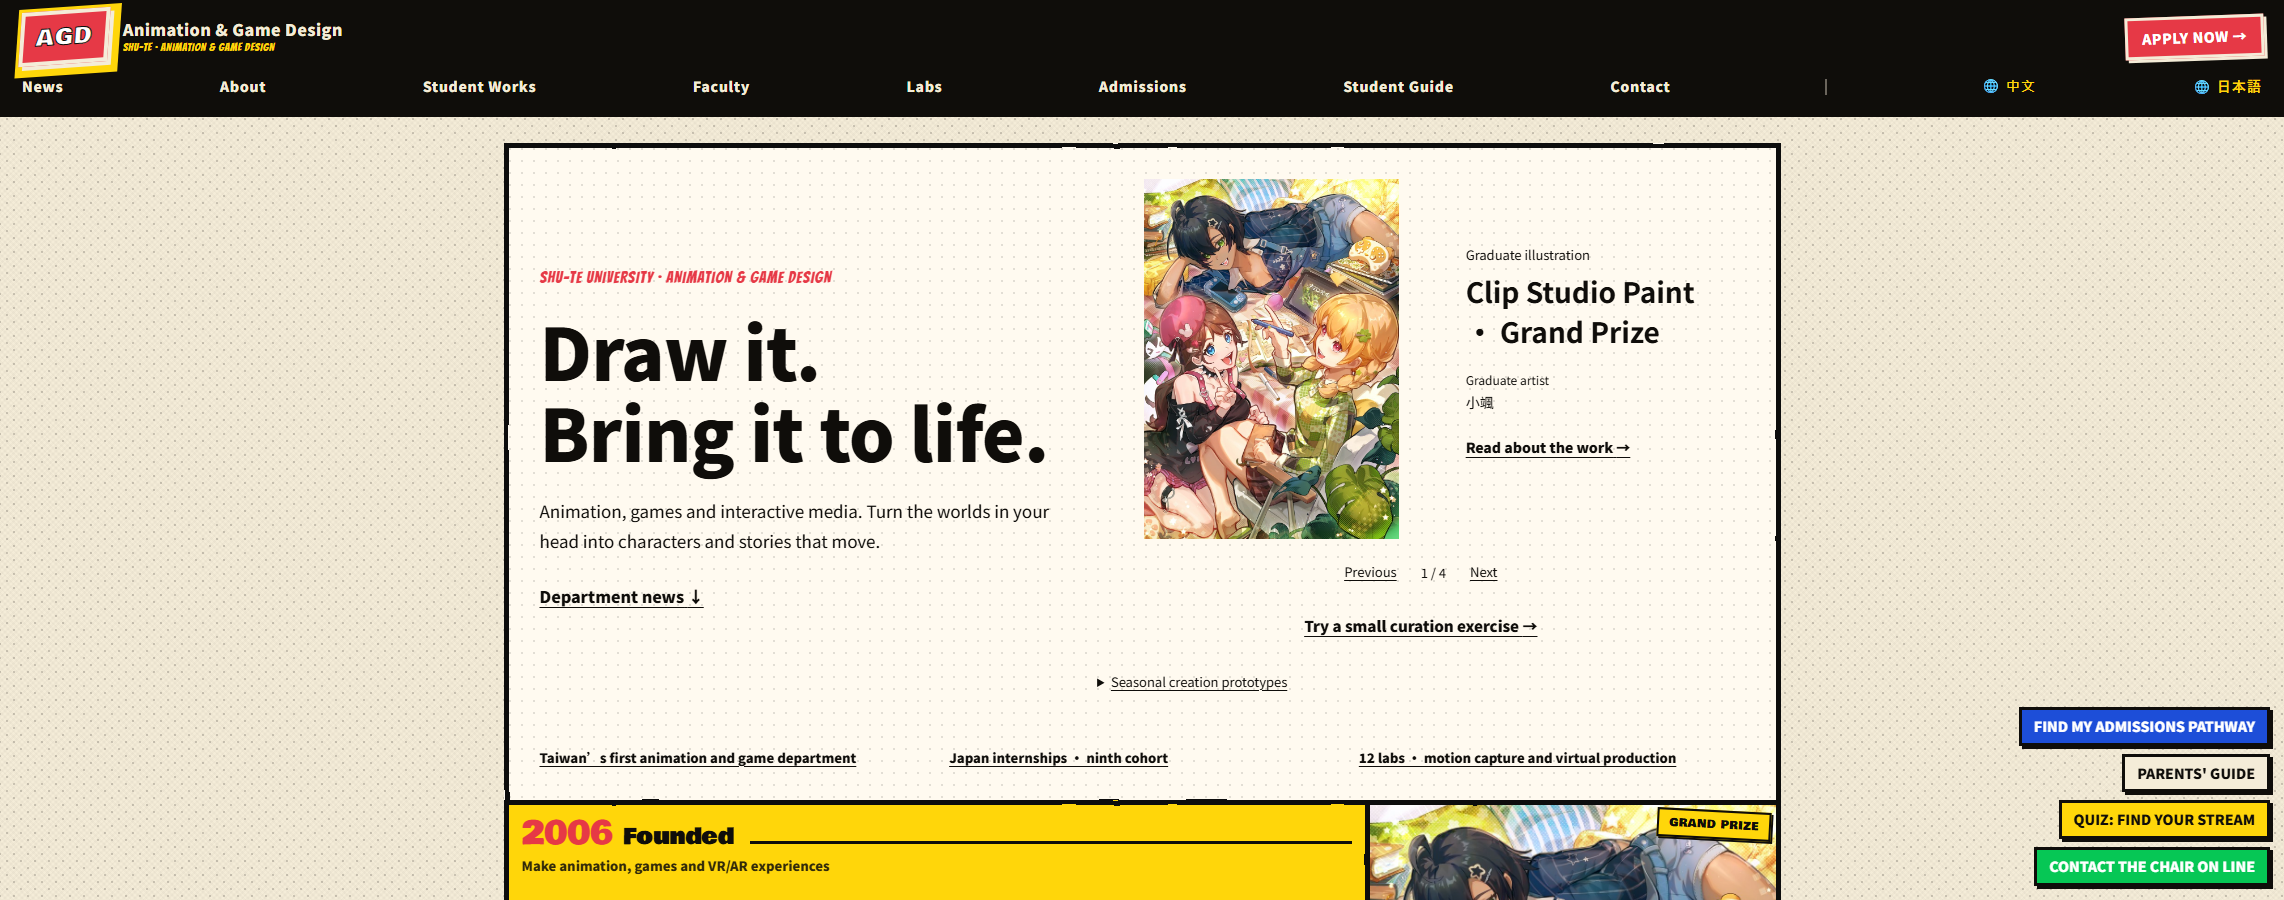 AGD
Animation & Game Design
SHU-TE · ANIMATION & GAME DESIGN
APPLY NOW →
News
About
Student Works
Faculty
Labs
Admissions
Student Guide
Contact
中文
日本語
SHU-TE UNIVERSITY · ANIMATION & GAME DESIGN
Draw it.
Bring it to life.
Animation, games and interactive media. Turn the worlds in your
head into characters and stories that move.
Department news ↓
Graduate illustration
Clip Studio Paint
・ Grand Prize
Graduate artist
小颯
Read about the work →
Previous
1 / 4
Next
Try a small curation exercise →
▶ Seasonal creation prototypes
Taiwan’s first animation and game department
Japan internships・ninth cohort
12 labs・motion capture and virtual production
2006 Founded
Make animation, games and VR/AR experiences
GRAND PRIZE
FIND MY ADMISSIONS PATHWAY
PARENTS' GUIDE
QUIZ: FIND YOUR STREAM
CONTACT THE CHAIR ON LINE